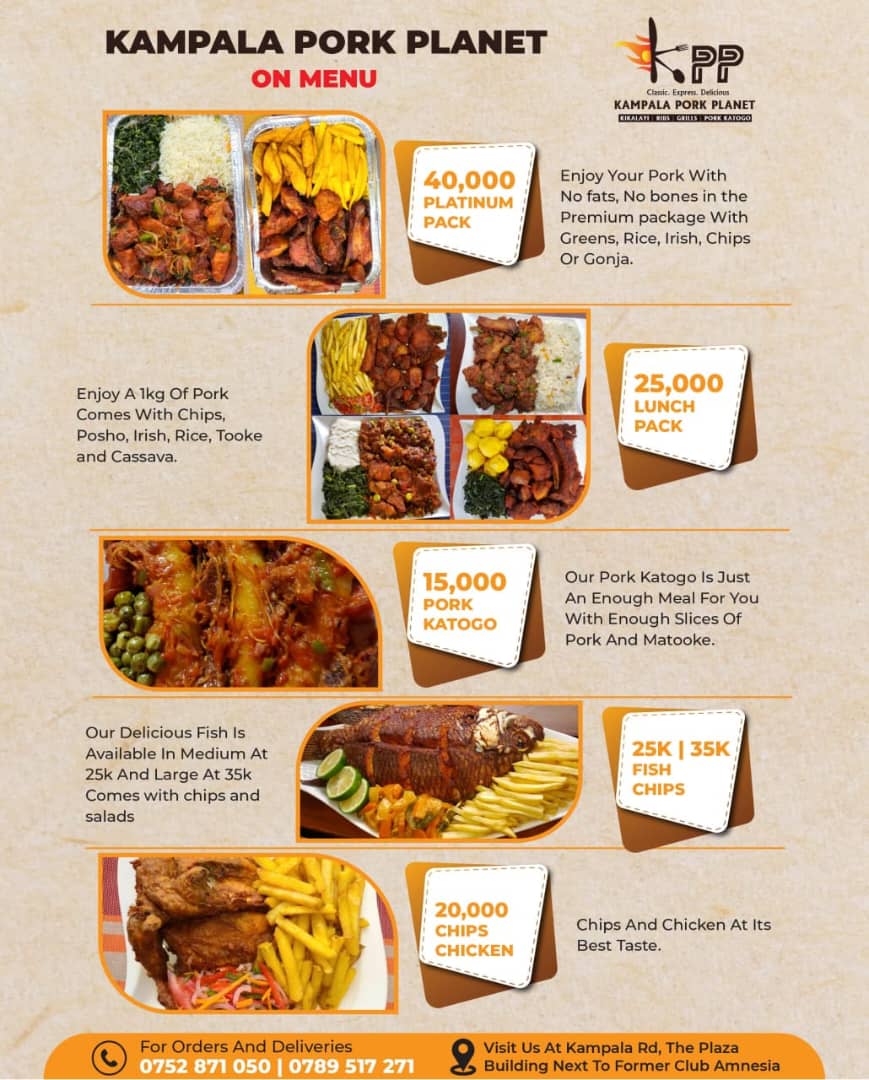 KAMPALA PORK PLANET
ON MENU
KPP
Classic. Express. Delicious
KAMPALA PORK PLANET
KIKALAYI | RIBS | GRILLS | PORK KATOGO
40,000
PLATINUM
PACK
Enjoy Your Pork With
No fats, No bones in the
Premium package With
Greens, Rice, Irish, Chips
Or Gonja.
Enjoy A 1kg Of Pork
Comes With Chips,
Posho, Irish, Rice, Tooke
and Cassava.
25,000
LUNCH
PACK
15,000
PORK
KATOGO
Our Pork Katogo Is Just
An Enough Meal For You
With Enough Slices Of
Pork And Matooke.
Our Delicious Fish Is
Available In Medium At
25k And Large At 35k
Comes with chips and
salads
25K | 35K
FISH
CHIPS
20,000
CHIPS
CHICKEN
Chips And Chicken At Its
Best Taste.
For Orders And Deliveries
0752 871 050 | 0789 517 271
Visit Us At Kampala Rd, The Plaza
Building Next To Former Club Amnesia